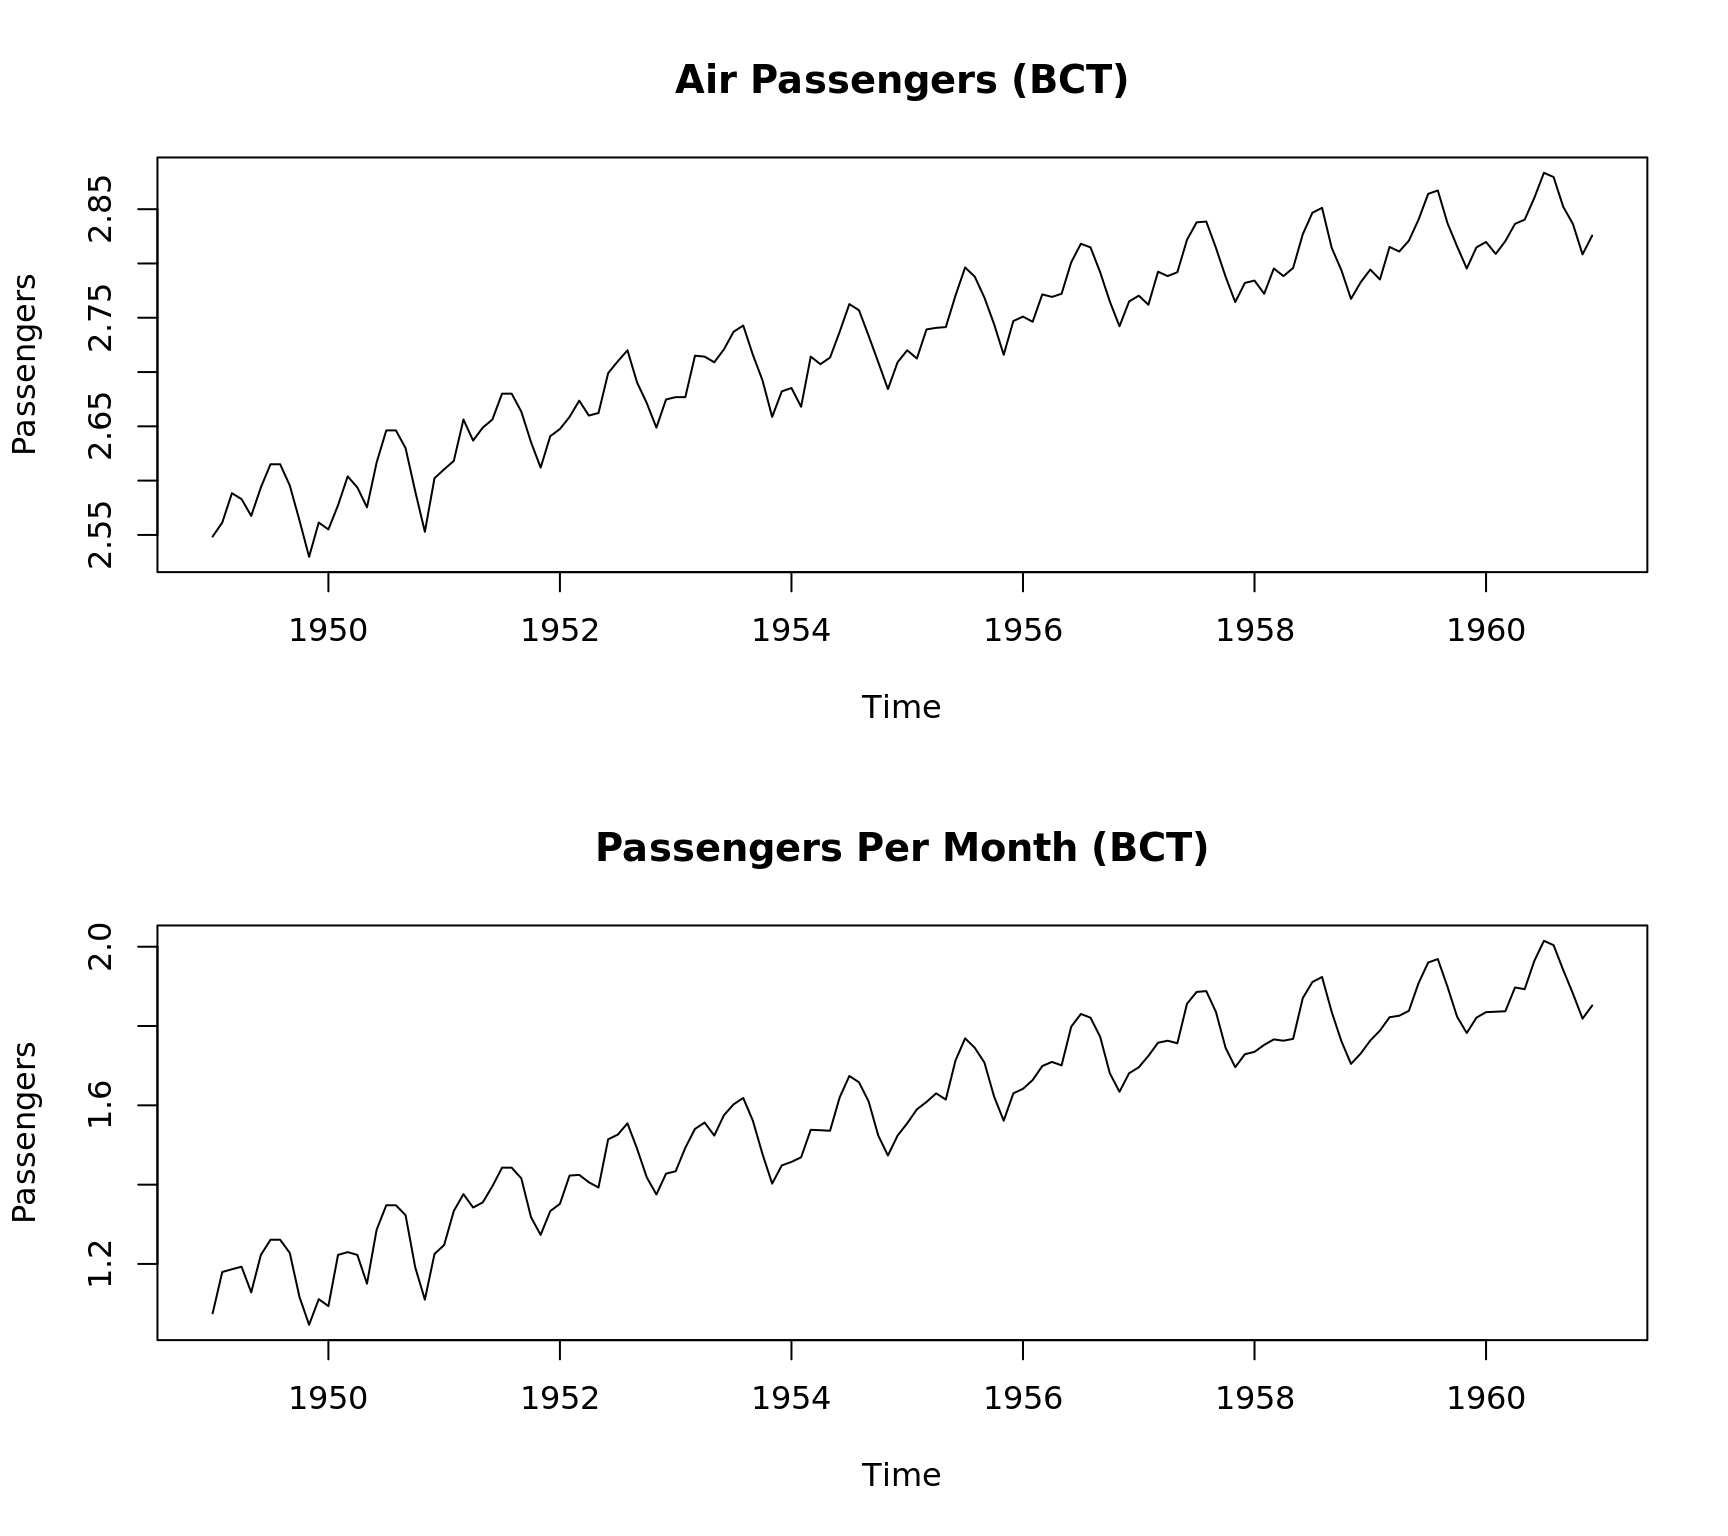 Air Passengers (BCT)
Passengers
2.85
2.75
2.65
2.55
1950 1952 1954 1956 1958 1960
Time
Passengers Per Month (BCT)
Passengers
2.0
1.6
1.2
1950 1952 1954 1956 1958 1960
Time